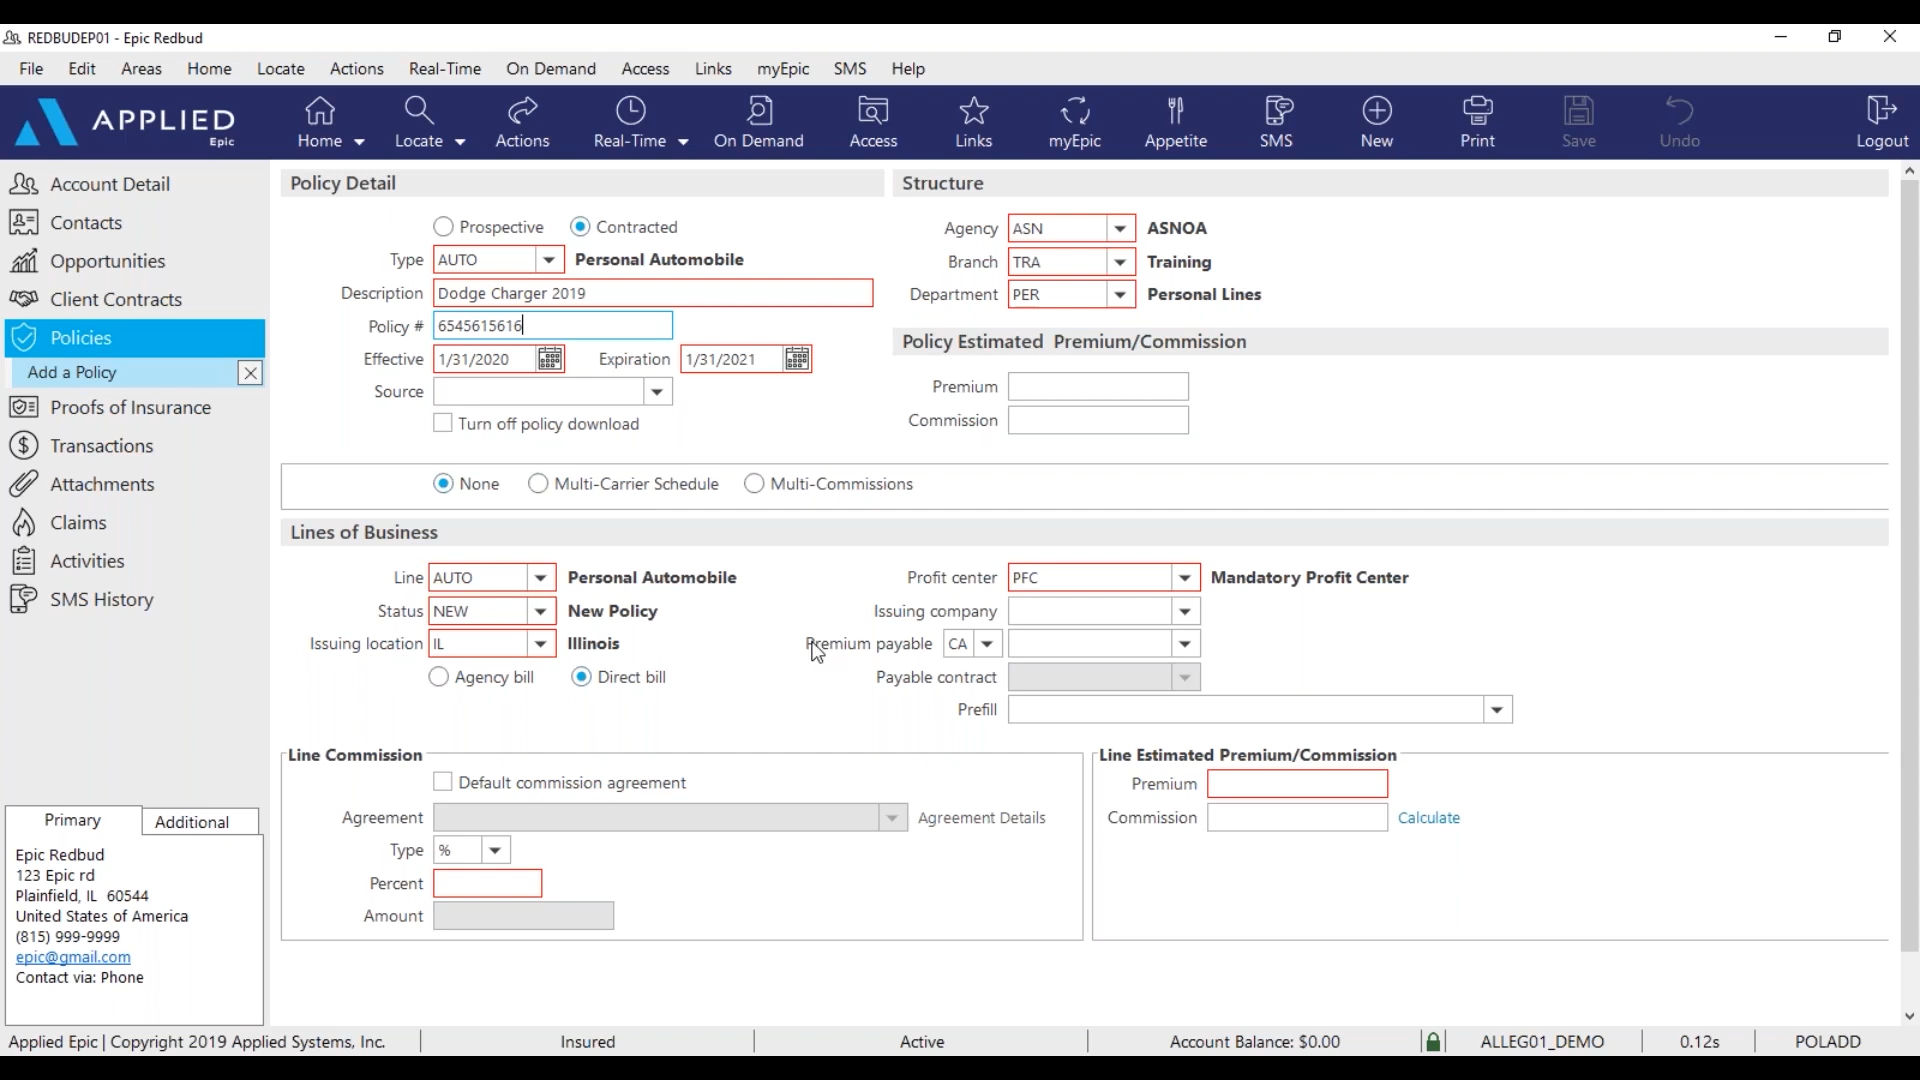 REDBUDEP01 - Epic Redbud
File Edit Areas Home Locate Actions Real-Time On Demand Access Links myEpic SMS Help
APPLIED
Epic
Home Locate Actions Real-Time On Demand Access Links myEpic Appetite SMS New Print Save Undo Logout
Account Detail
Contacts
Opportunities
Client Contracts
Policies
Add a Policy
Proofs of Insurance
Transactions
Attachments
Claims
Activities
SMS History
Primary Additional
Epic Redbud
123 Epic rd
Plainfield, IL 60544
United States of America
(815) 999-9999
epic@gmail.com
Contact via: Phone
Policy Detail
Prospective Contracted
Type AUTO Personal Automobile
Description Dodge Charger 2019
Policy # 6545615616
Effective 1/31/2020 Expiration 1/31/2021
Source
Turn off policy download
Structure
Agency ASN ASNOA
Branch TRA Training
Department PER Personal Lines
Policy Estimated Premium/Commission
Premium
Commission
None Multi-Carrier Schedule Multi-Commissions
Lines of Business
Line AUTO Personal Automobile
Status NEW New Policy
Issuing location IL Illinois
Agency bill Direct bill
Profit center PFC Mandatory Profit Center
Issuing company
Premium payable CA
Payable contract
Prefill
Line Commission
Default commission agreement
Agreement Agreement Details
Type %
Percent
Amount
Line Estimated Premium/Commission
Premium
Commission Calculate
Applied Epic | Copyright 2019 Applied Systems, Inc. Insured Active Account Balance: $0.00 ALLEG01_DEMO 0.12s POLADD